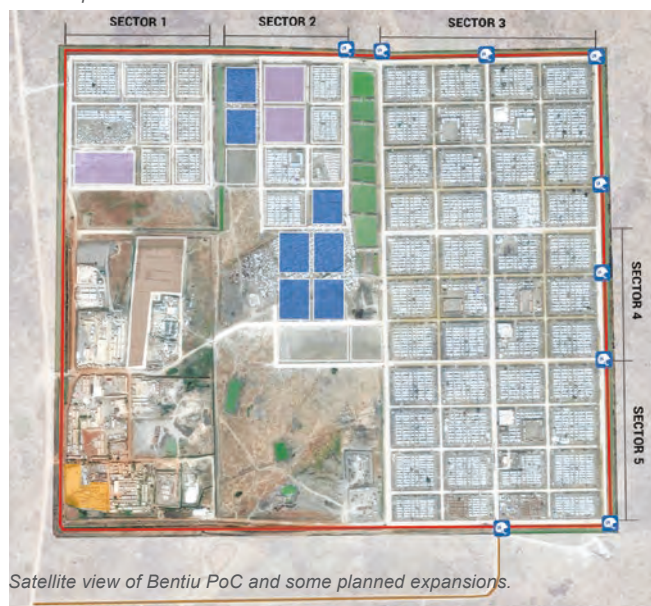 SECTOR 1
SECTOR 2
SECTOR 3
SECTOR 4
SECTOR 5
Satellite view of Bentiu PoC and some planned expansions.